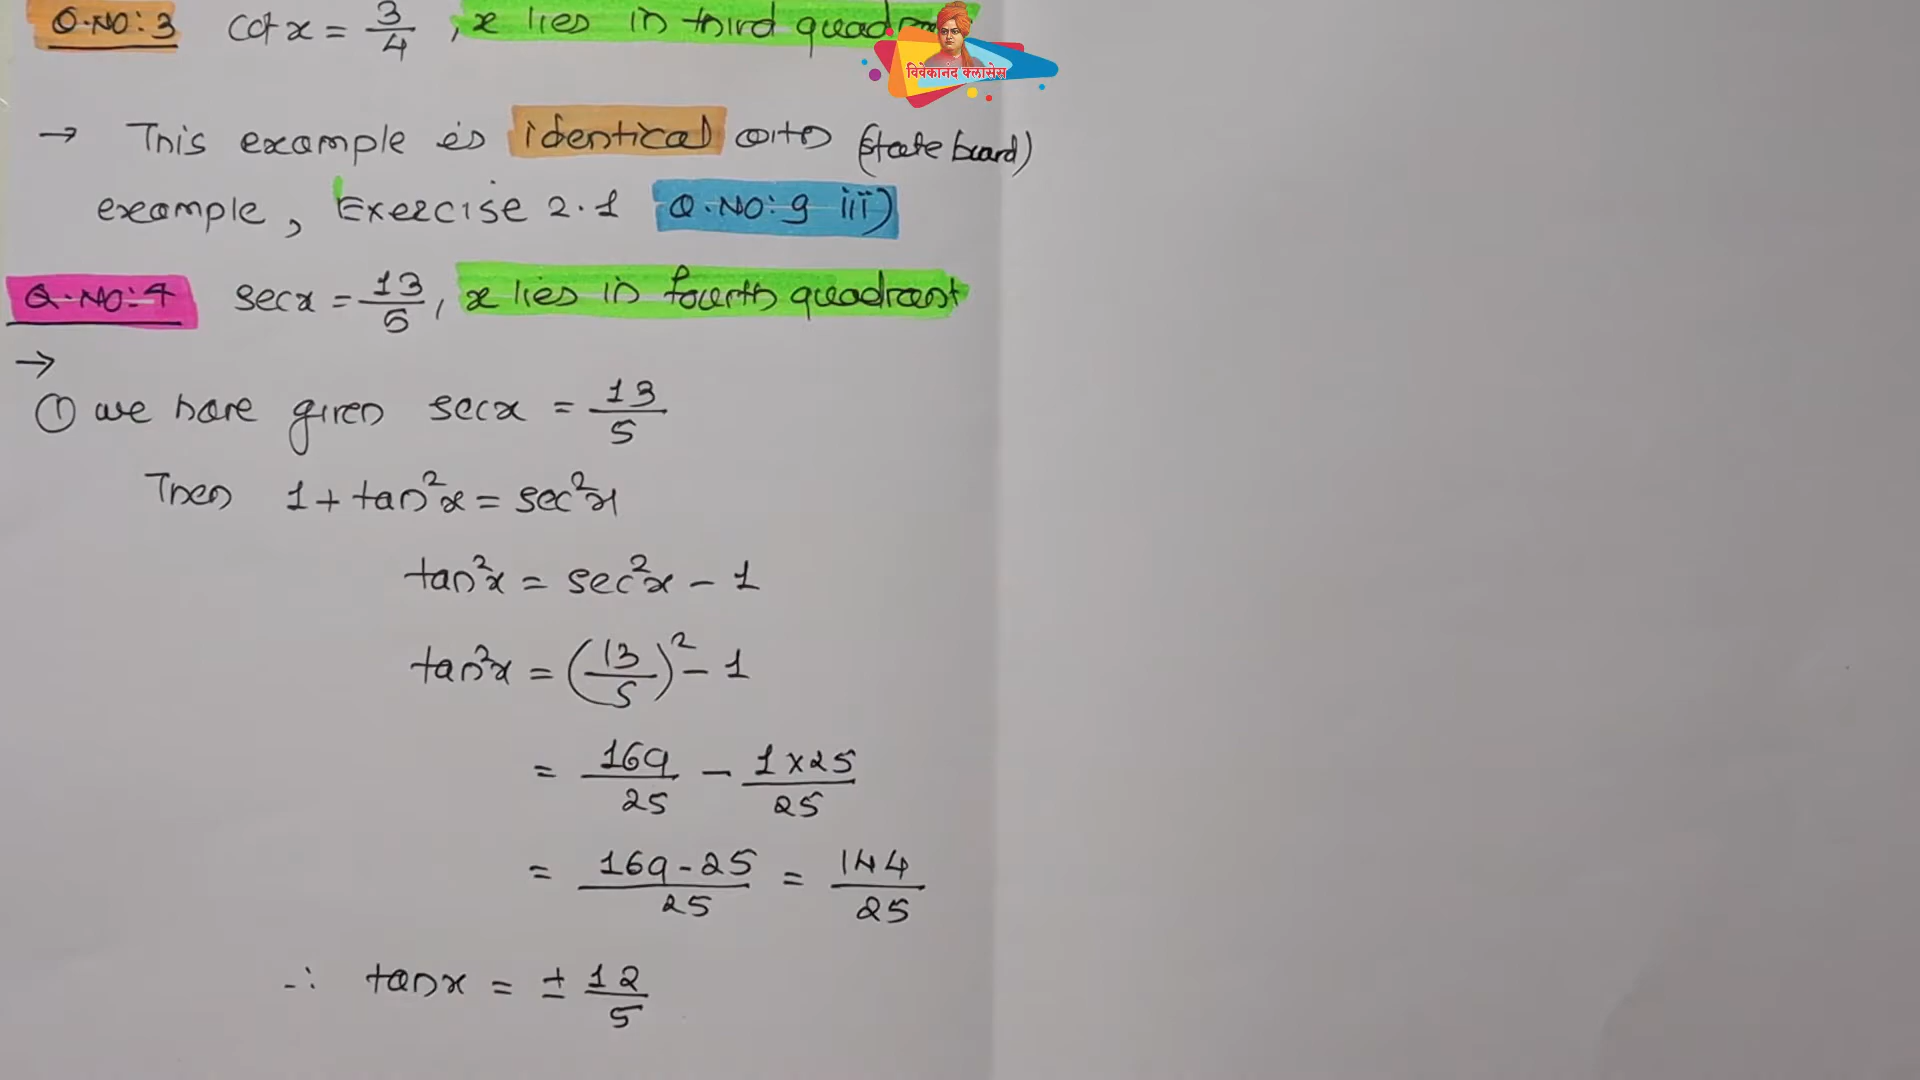 Q.NO:3 cot x = 3/4 , x lies in third
विवेकानंद क्लासेस
→ This example is identical with (State board)
example, Exercise 2.1 Q.NO:9 iii)
Q.NO:4 sec x = 13/5, x lies in fourth quadrant
→
① we have given sec x = 13/5
Then 1 + tan²x = sec²x
tan²x = sec²x - 1
tan²x = (13/5)² - 1
= 169/25 - 1×25/25
= 169-25/25 = 144/25
∴ tan x = ± 12/5